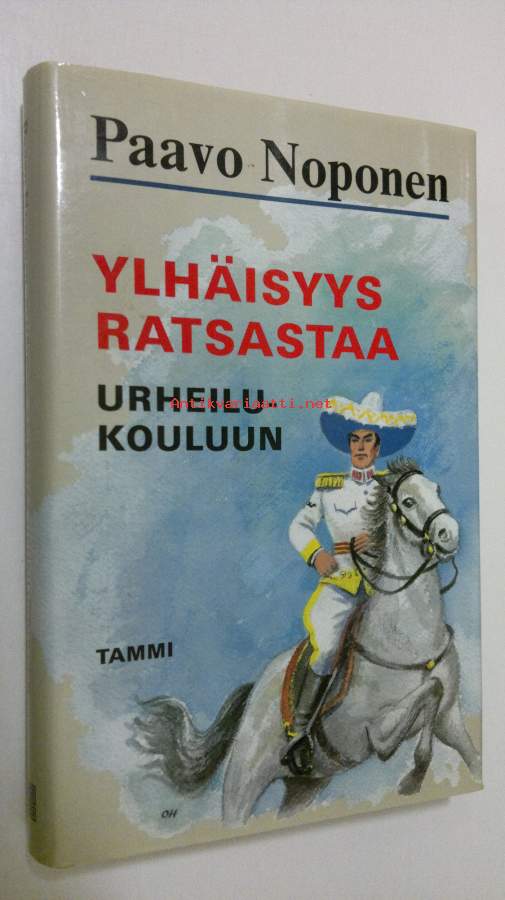 Paavo Noponen
YLHÄISYYS
RATSASTAA
URHEILU
Antikvariaatti.net
KOULUUN
TAMMI
OH